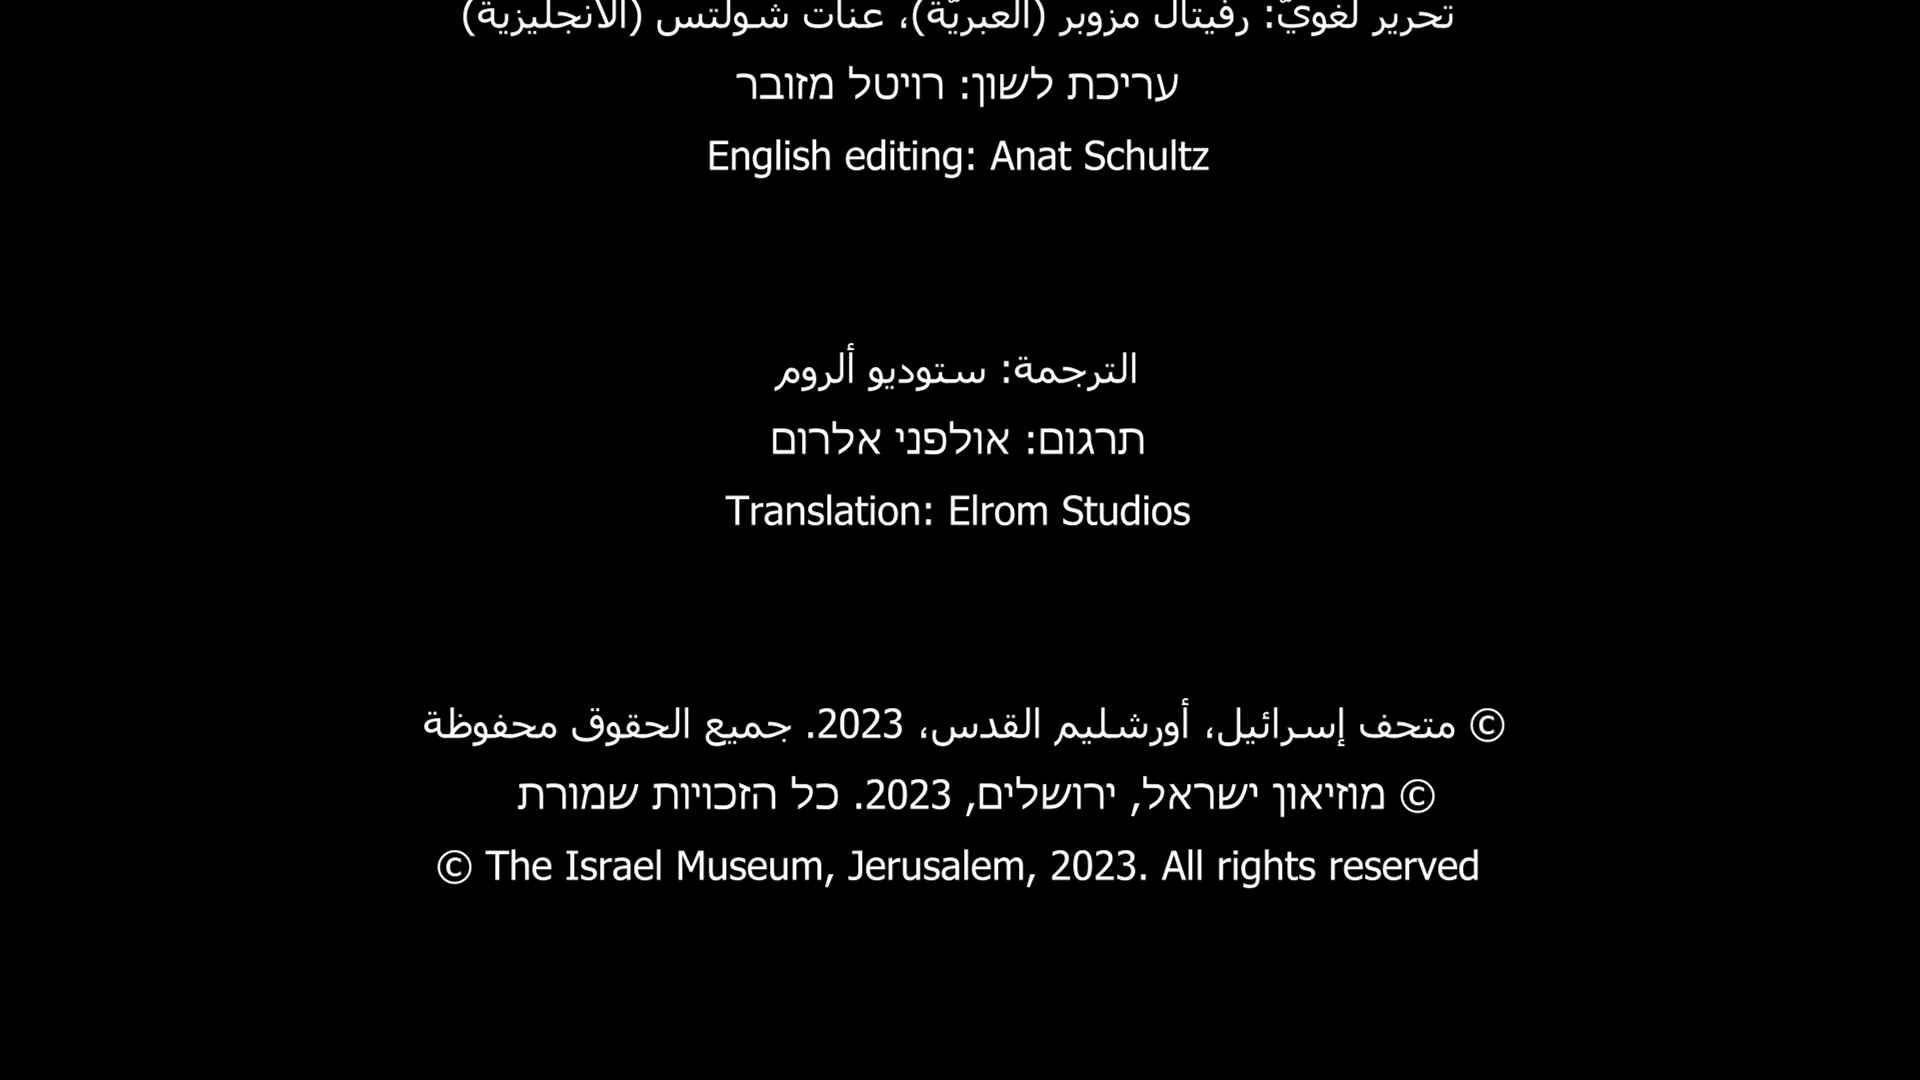 تحرير لغويّ: رفيتال مزوبر (العبريّة)، عنات شولتس (الانجليزية)
עריכת לשון: רויטל מזובר
English editing: Anat Schultz
الترجمة: ستوديو ألروم
תרגום: אולפני אלרום
Translation: Elrom Studios
© متحف إسرائيل، أورشليم القدس، 2023. جميع الحقوق محفوظة
© מוזיאון ישראל, ירושלים, 2023. כל הזכויות שמורת
© The Israel Museum, Jerusalem, 2023. All rights reserved